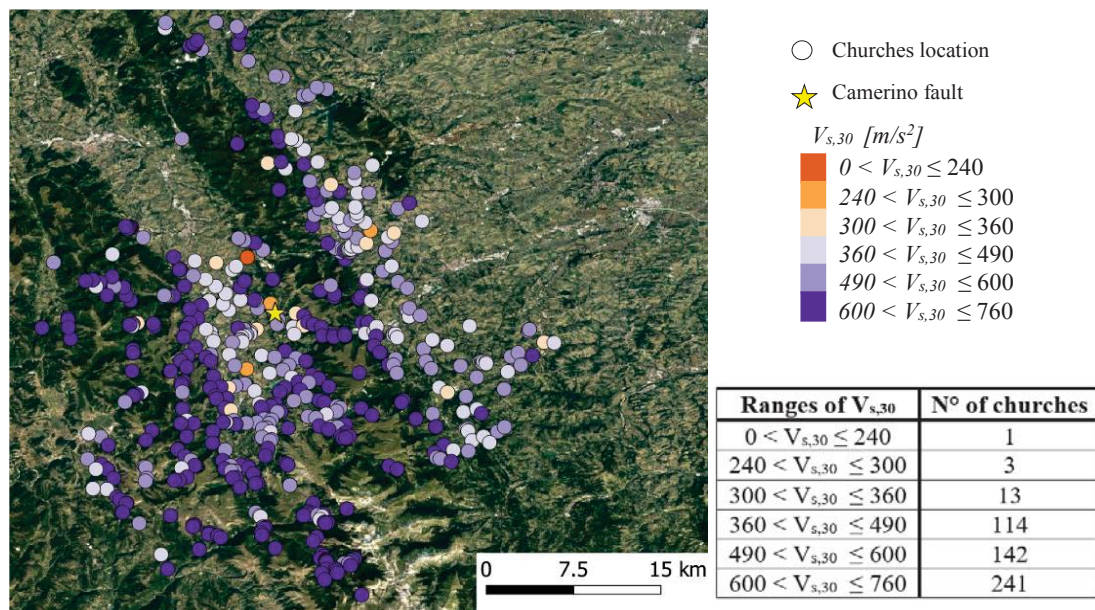 Churches location
Camerino fault
Vs,30 [m/s²]
0 < Vs,30 ≤ 240
240 < Vs,30 ≤ 300
300 < Vs,30 ≤ 360
360 < Vs,30 ≤ 490
490 < Vs,30 ≤ 600
600 < Vs,30 ≤ 760
0 7.5 15 km
Ranges of Vs,30 N° of churches
0 < Vs,30 ≤ 240 1
240 < Vs,30 ≤ 300 3
300 < Vs,30 ≤ 360 13
360 < Vs,30 ≤ 490 114
490 < Vs,30 ≤ 600 142
600 < Vs,30 ≤ 760 241